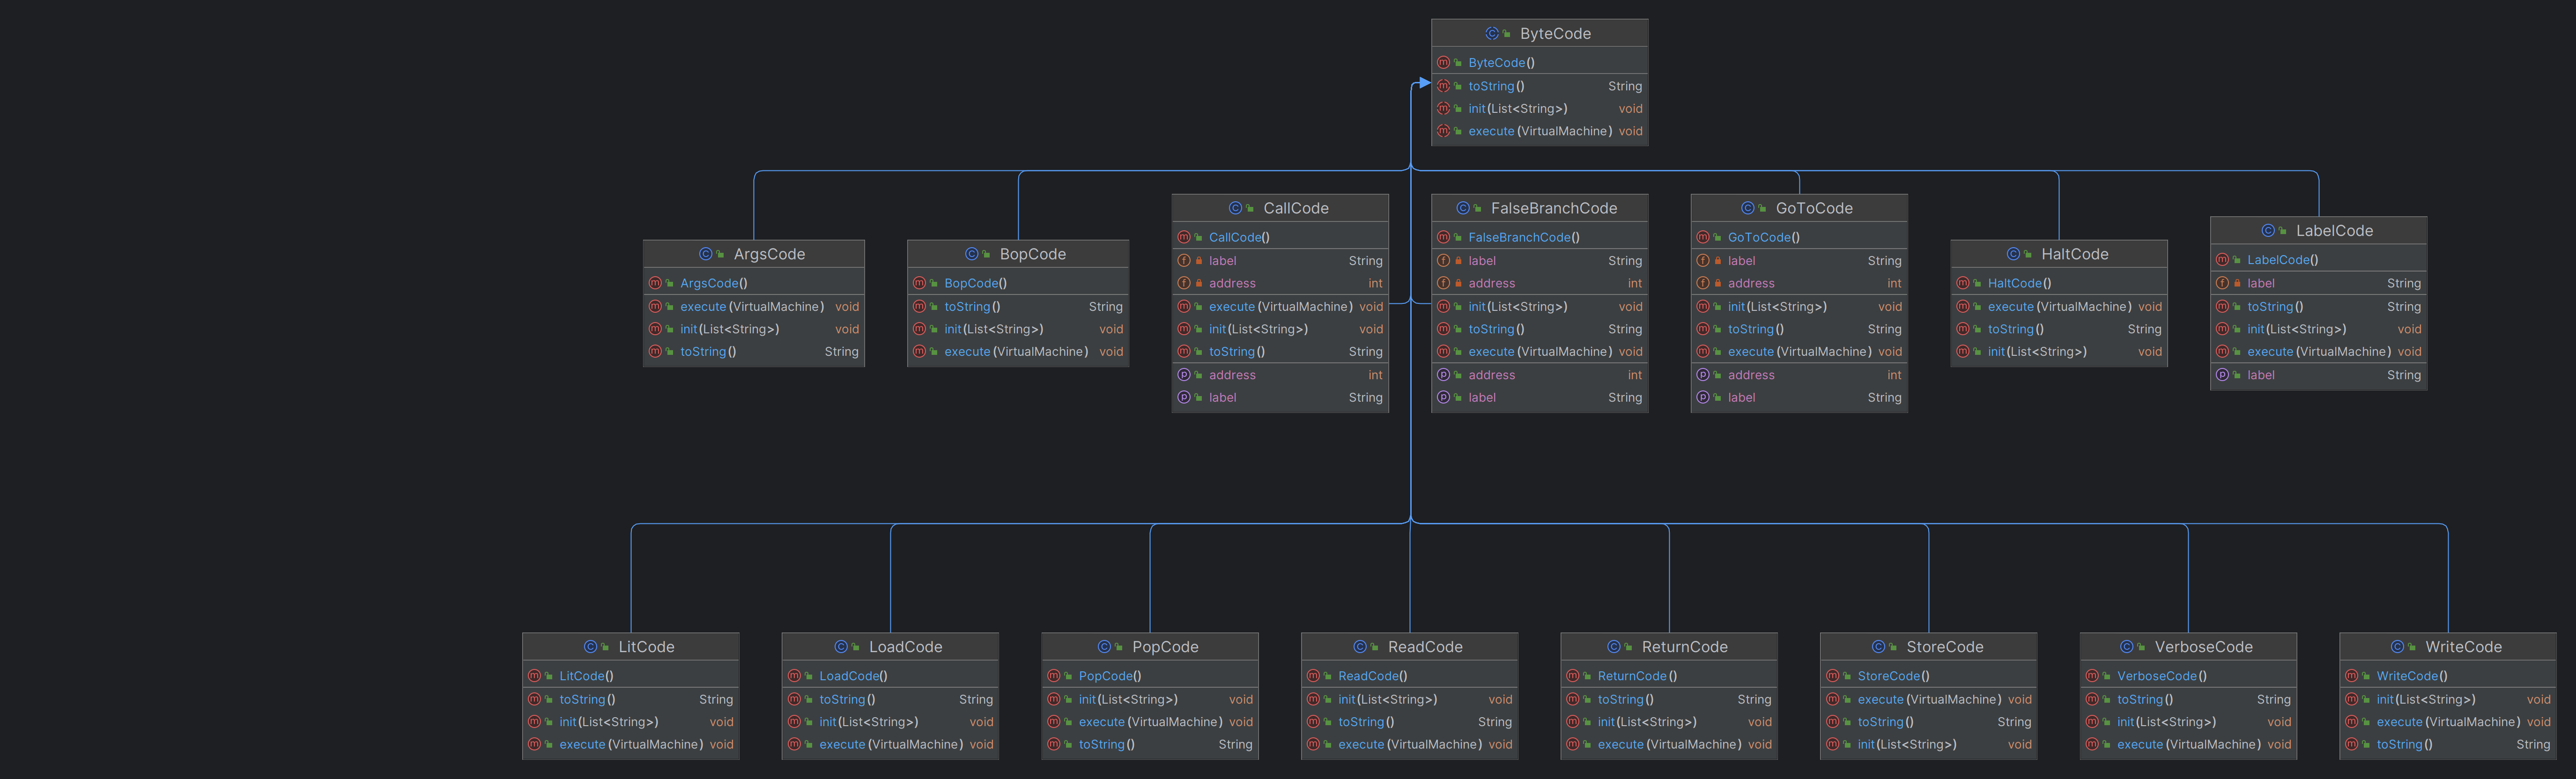 ByteCode
ByteCode()
toString() String
init(List<String>) void
execute(VirtualMachine) void
ArgsCode
ArgsCode()
execute(VirtualMachine) void
init(List<String>) void
toString() String
BopCode
BopCode()
toString() String
init(List<String>) void
execute(VirtualMachine) void
CallCode
CallCode()
label String
address int
execute(VirtualMachine) void
init(List<String>) void
toString() String
address int
label String
FalseBranchCode
FalseBranchCode()
label String
address int
init(List<String>) void
toString() String
execute(VirtualMachine) void
address int
label String
GoToCode
GoToCode()
label String
address int
init(List<String>) void
toString() String
execute(VirtualMachine) void
address int
label String
HaltCode
HaltCode()
execute(VirtualMachine) void
toString() String
init(List<String>) void
LabelCode
LabelCode()
label String
toString() String
init(List<String>) void
execute(VirtualMachine) void
label String
LitCode
LitCode()
toString() String
init(List<String>) void
execute(VirtualMachine) void
LoadCode
LoadCode()
toString() String
init(List<String>) void
execute(VirtualMachine) void
PopCode
PopCode()
init(List<String>) void
execute(VirtualMachine) void
toString() String
ReadCode
ReadCode()
init(List<String>) void
toString() String
execute(VirtualMachine) void
ReturnCode
ReturnCode()
toString() String
init(List<String>) void
execute(VirtualMachine) void
StoreCode
StoreCode()
execute(VirtualMachine) void
toString() String
init(List<String>) void
VerboseCode
VerboseCode()
toString() String
init(List<String>) void
execute(VirtualMachine) void
WriteCode
WriteCode()
init(List<String>) void
execute(VirtualMachine) void
toString() String